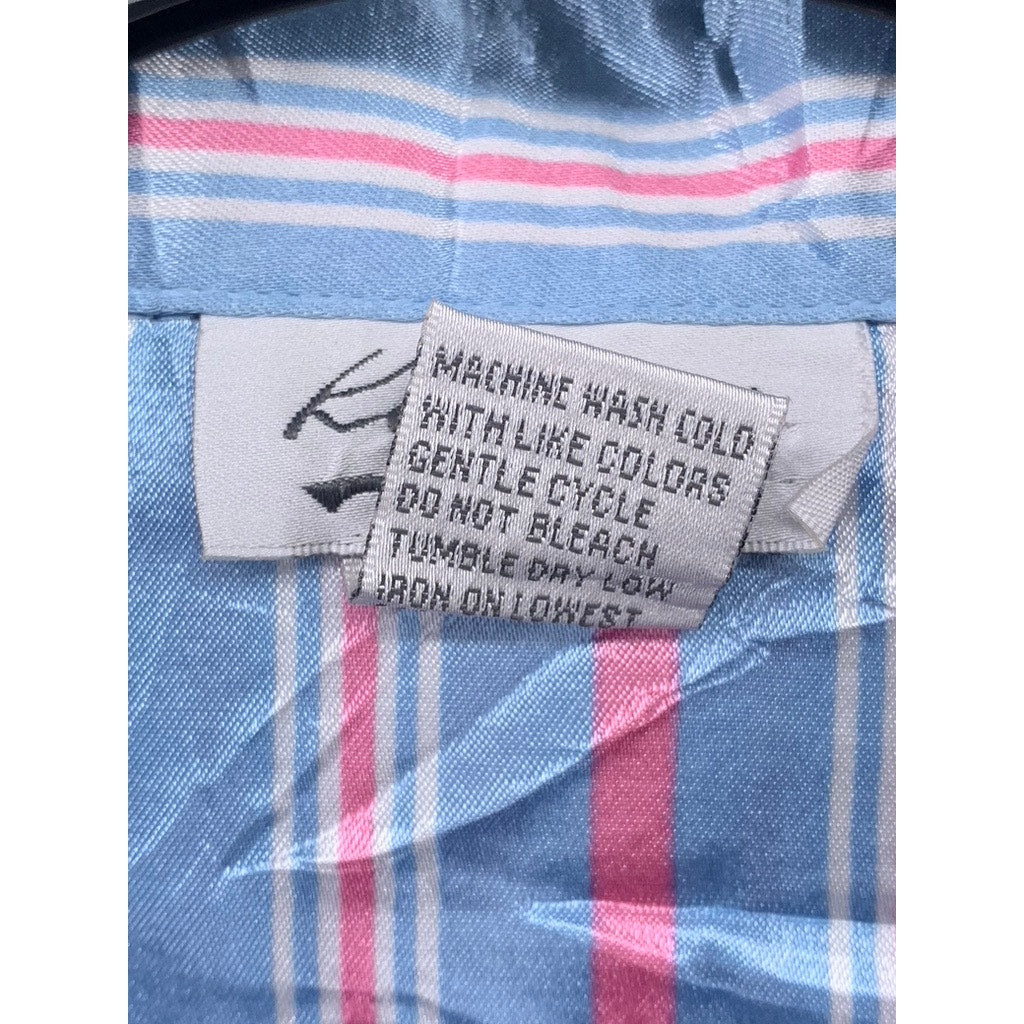 MACHINE WASH COLD
WITH LIKE COLORS
GENTLE CYCLE
DO NOT BLEACH
TUMBLE DRY LOW
IRON ON LOWEST